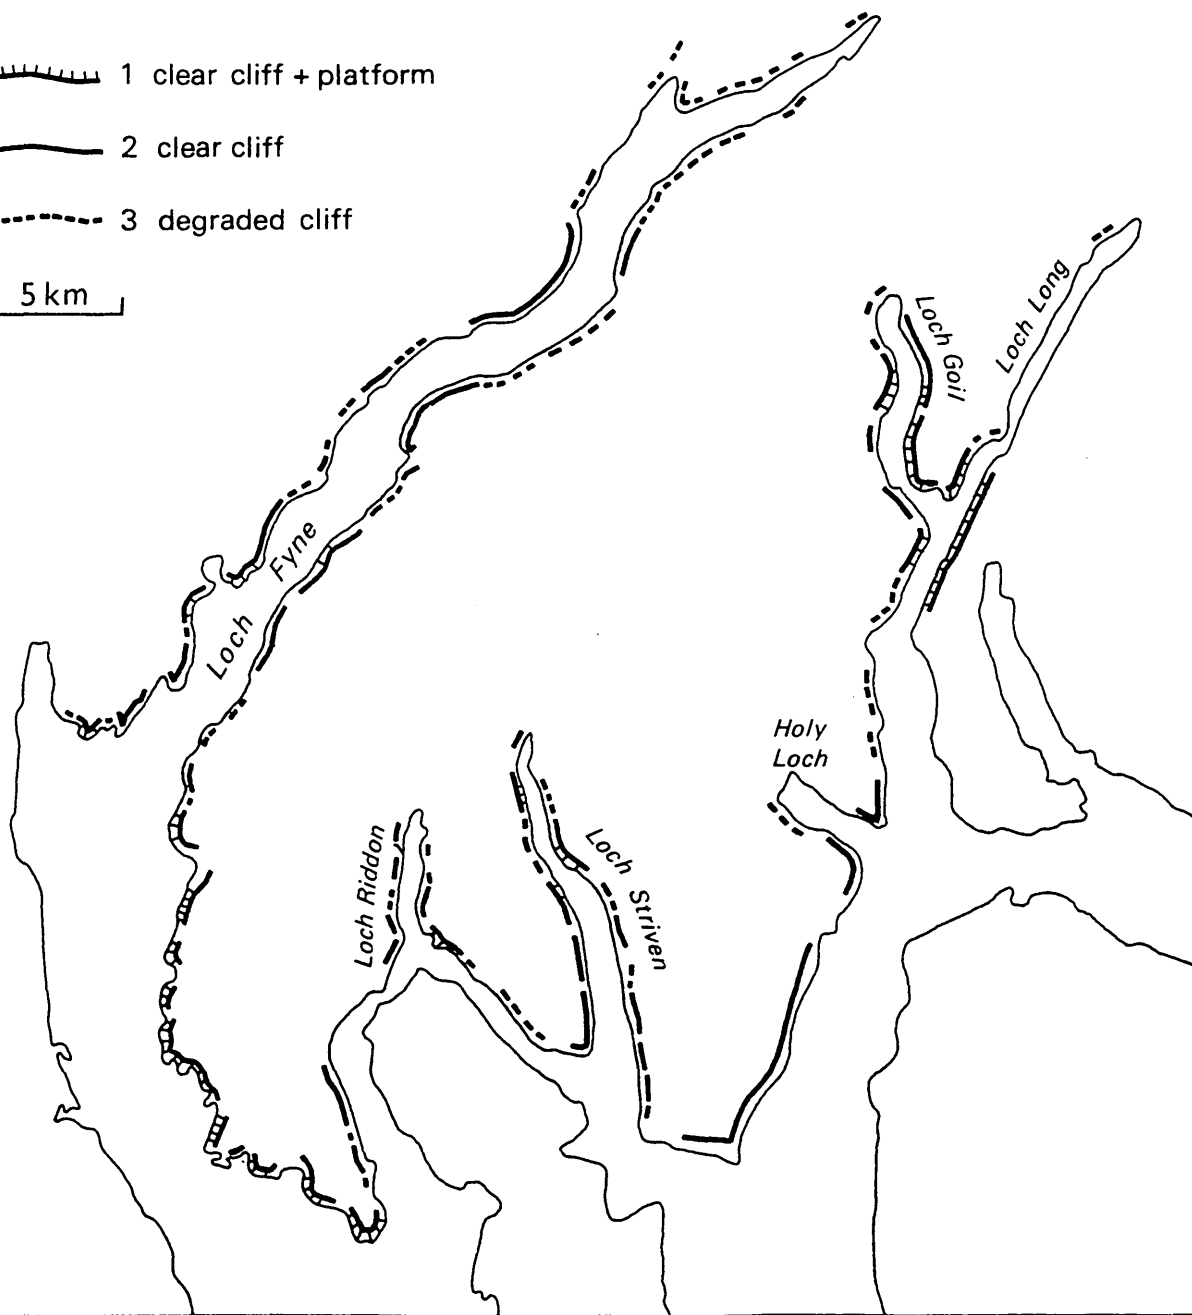 1 clear cliff + platform
2 clear cliff
3 degraded cliff
5 km
Loch Long
Loch Goil
Loch Fyne
Holy
Loch
Loch Striven
Loch Riddon